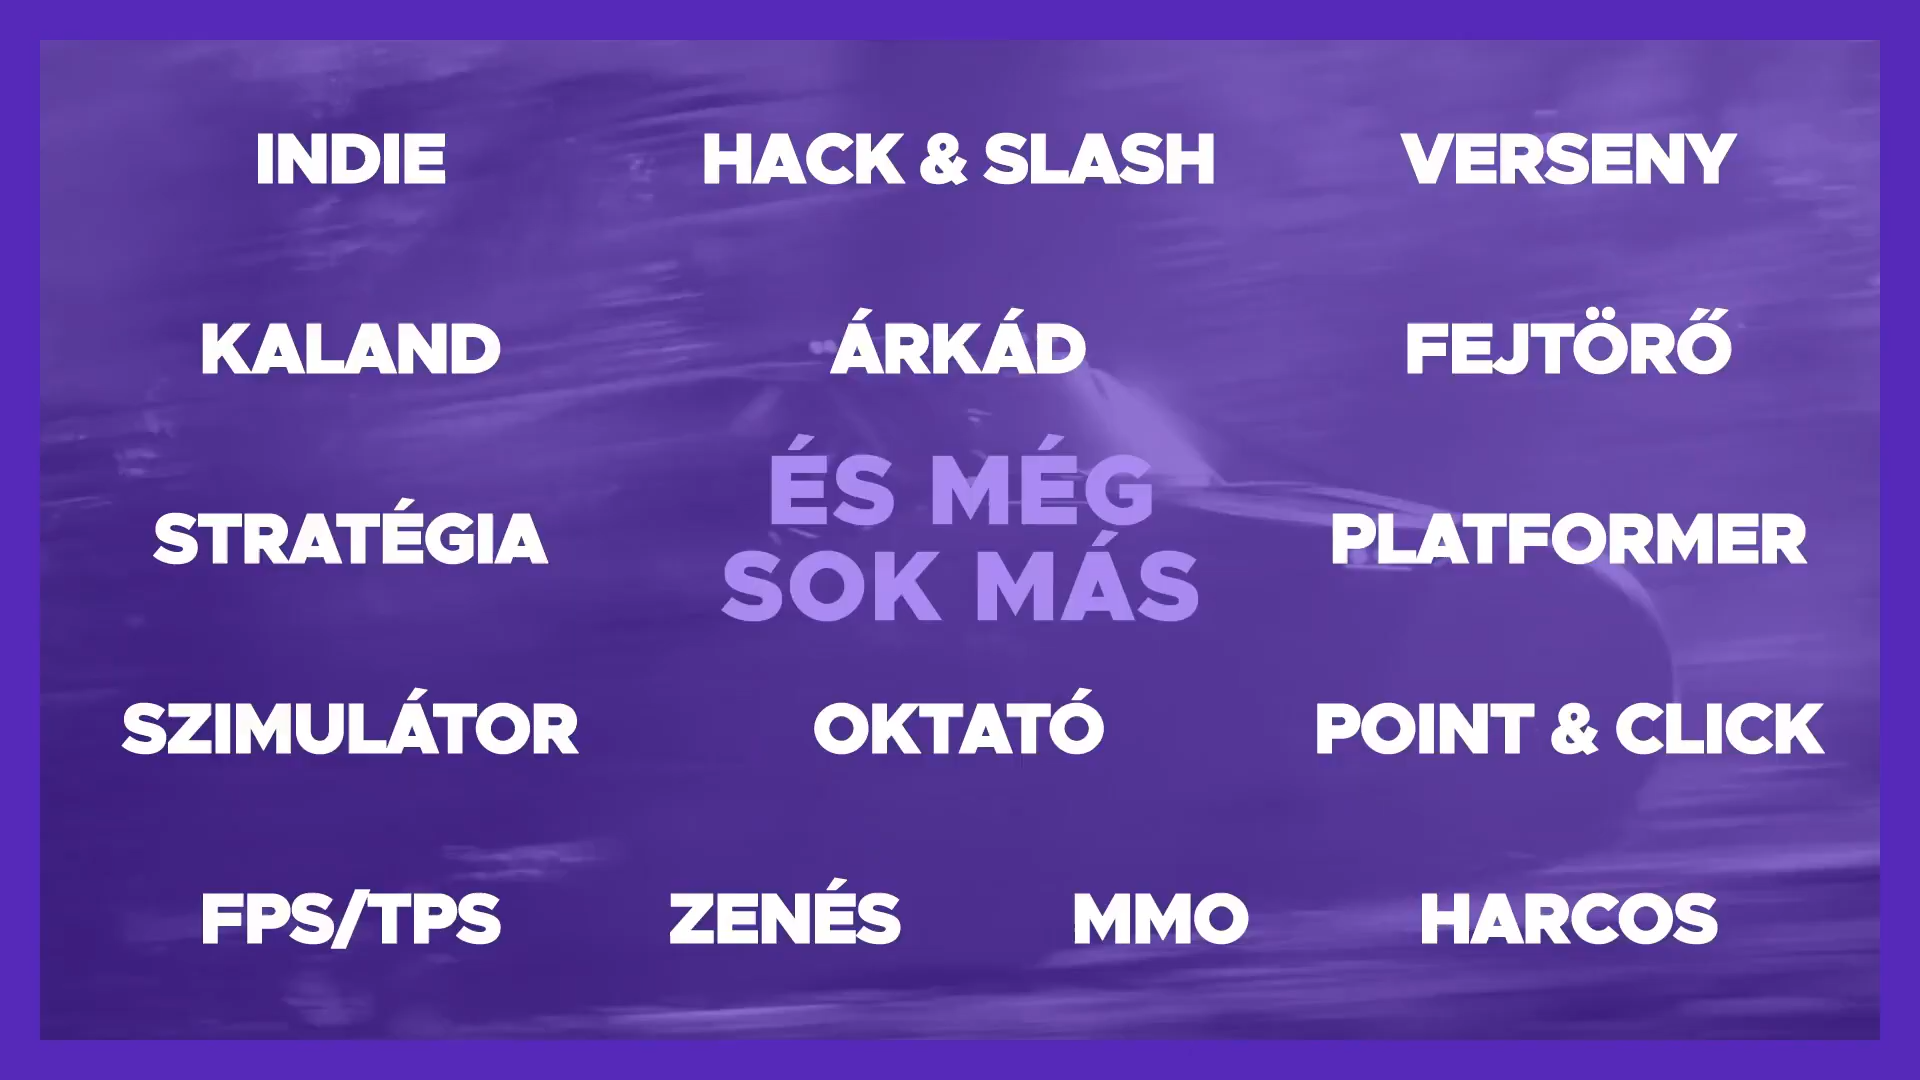 INDIE
HACK & SLASH
VERSENY
KALAND
ÁRKÁD
FEJTÖRŐ
ÉS MÉG
SOK MÁS
STRATÉGIA
PLATFORMER
SZIMULÁTOR
OKTATÓ
POINT & CLICK
FPS/TPS
ZENÉS
MMO
HARCOS